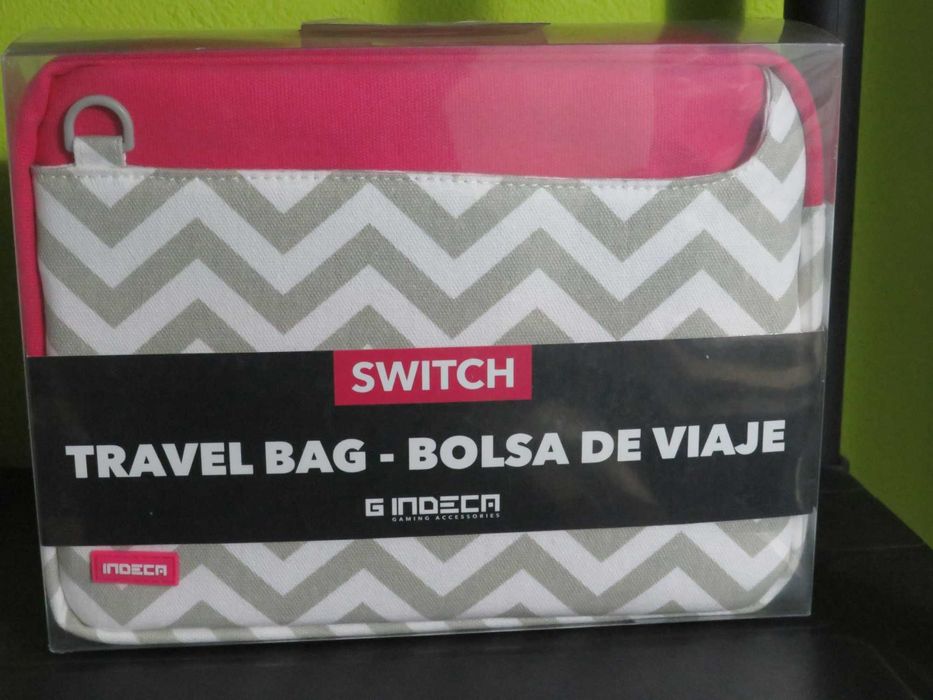 SWITCH
TRAVEL BAG - BOLSA DE VIAJE
G INDECA
GAMING ACCESSORIES
INDECA